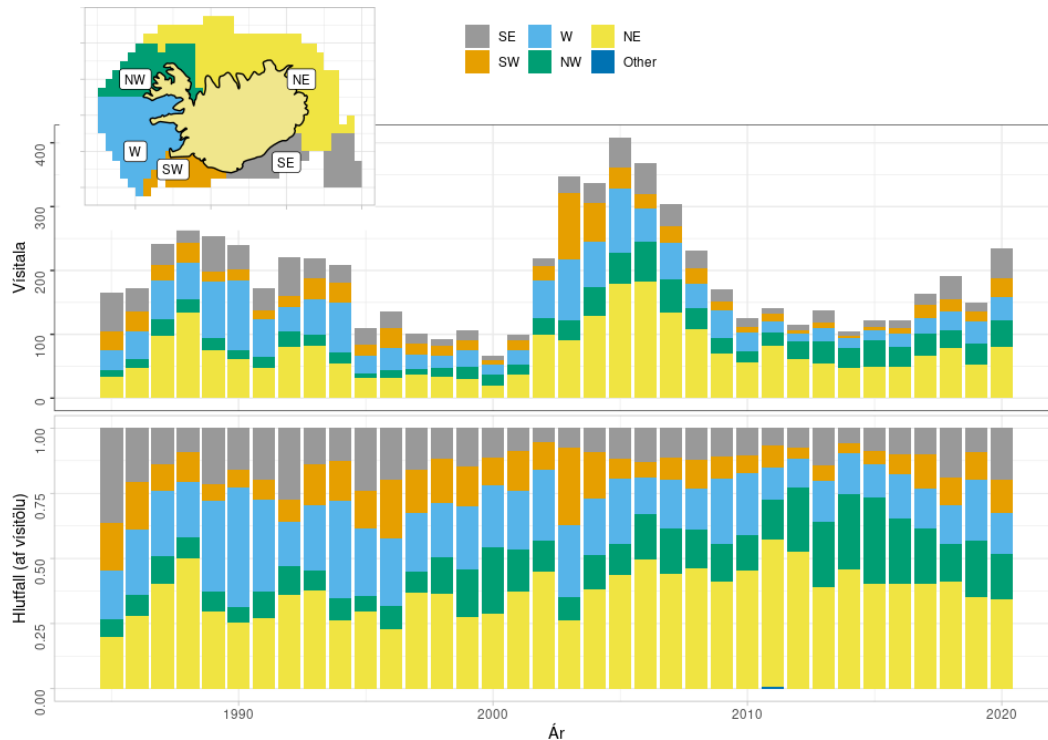 SE W NE
SW NW Other
NW
NE
W
SW
SE
Vísitala
400
300
200
100
0
Hlutfall (af vísitölu)
1.00
0.75
0.50
0.25
0.00
1990 2000 2010 2020
Ár